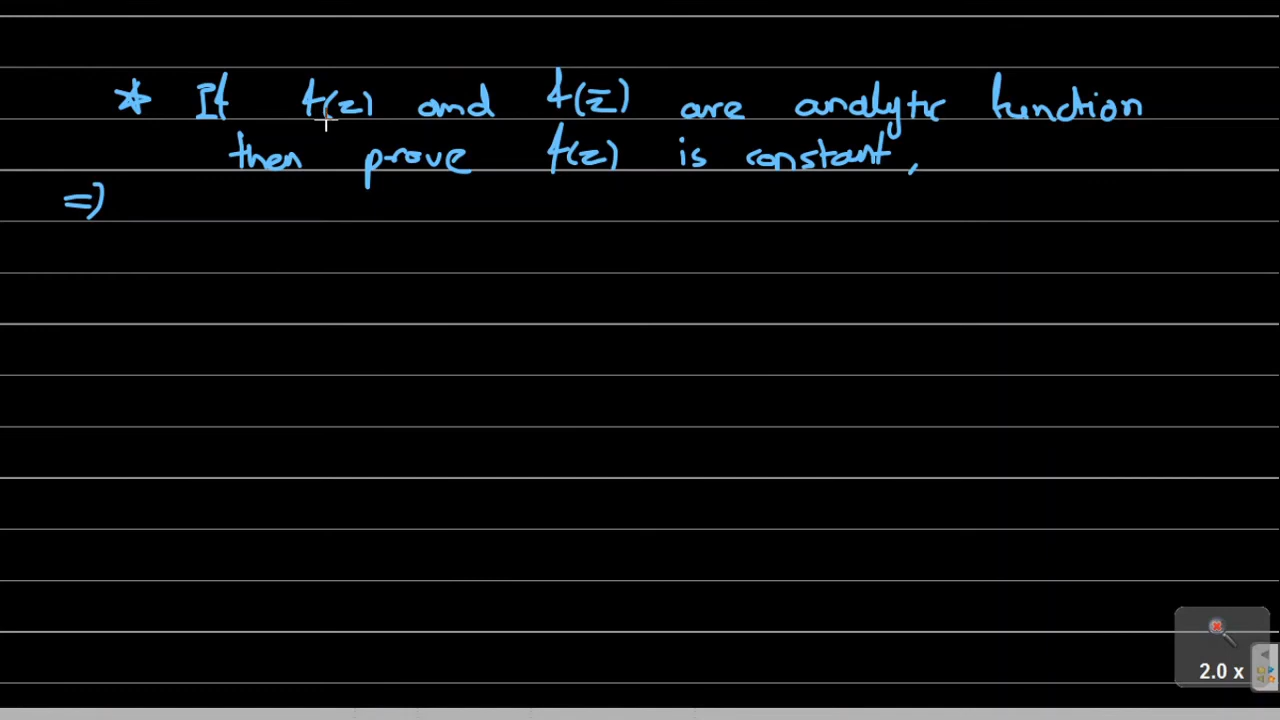 * If f(z) and f(z̅) are analytic function
then prove f(z) is constant,
=>
2.0 x